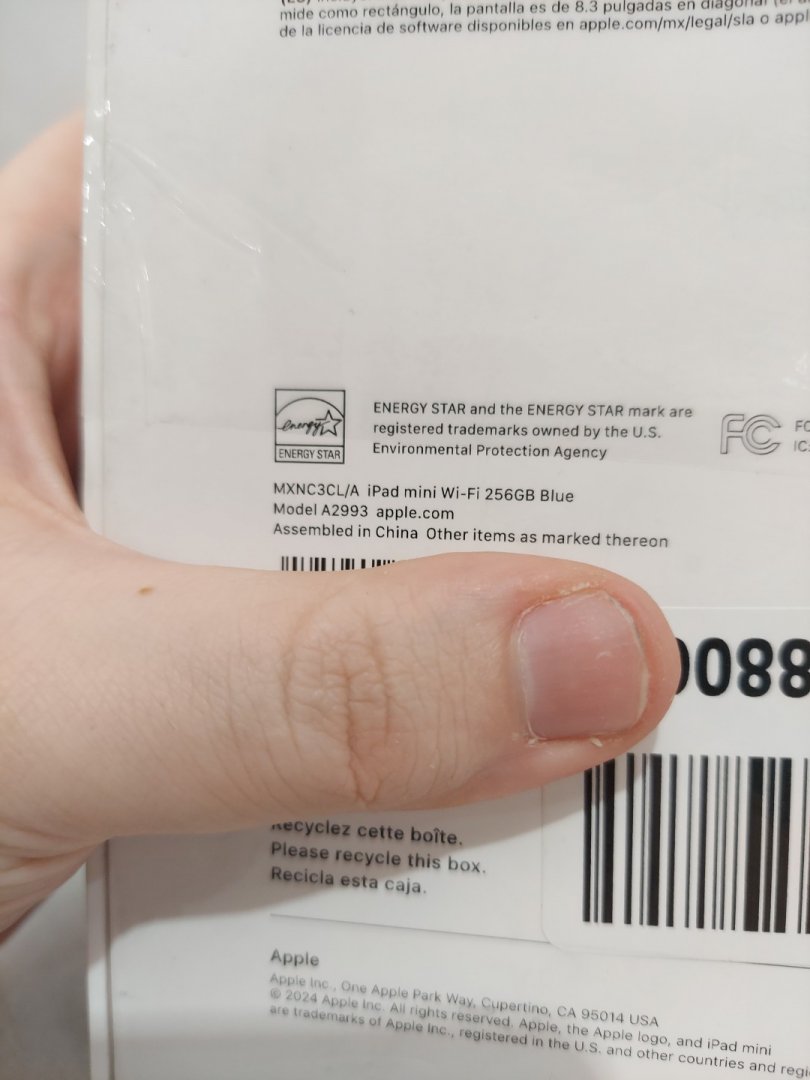 mide como rectángulo, la pantalla es de 8.3 pulgadas en diagonal
de la licencia de software disponibles en apple.com/mx/legal/sla o
energy
ENERGY STAR
ENERGY STAR and the ENERGY STAR mark are
registered trademarks owned by the U.S.
Environmental Protection Agency
FC
MXNC3CL/A iPad mini Wi-Fi 256GB Blue
Model A2993 apple.com
Assembled in China Other items as marked thereon
088
Recyclez cette boîte.
Please recycle this box.
Recicla esta caja.
Apple
Apple Inc., One Apple Park Way, Cupertino, CA 95014 USA
© 2024 Apple Inc. All rights reserved. Apple, the Apple logo, and iPad mini
are trademarks of Apple Inc., registered in the U.S. and other countries and